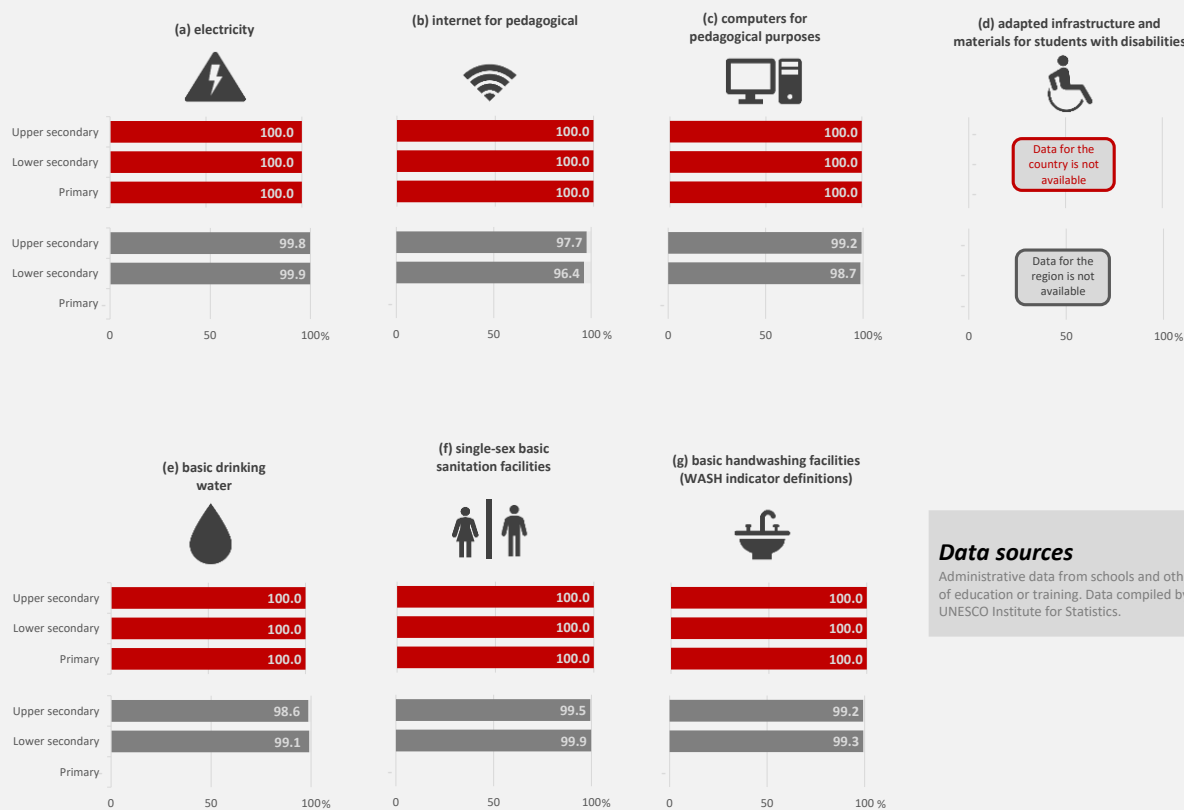 (a) electricity
(b) internet for pedagogical
(c) computers for
pedagogical purposes
(d) adapted infrastructure and
materials for students with disabilities
Upper secondary
Lower secondary
Primary
100.0
100.0
100.0
100.0
100.0
100.0
100.0
100.0
100.0
Data for the
country is not
available
Upper secondary
Lower secondary
Primary
99.8
99.9
97.7
96.4
99.2
98.7
Data for the
region is not
available
0 50 100%
0 50 100%
0 50 100%
0 50 100%
(e) basic drinking
water
(f) single-sex basic
sanitation facilities
(g) basic handwashing facilities
(WASH indicator definitions)
Upper secondary
Lower secondary
Primary
100.0
100.0
100.0
100.0
100.0
100.0
100.0
100.0
100.0
Upper secondary
Lower secondary
Primary
98.6
99.1
99.5
99.9
99.2
99.3
0 50 100%
0 50 100 %
0 50 100 %
Data sources
Administrative data from schools and oth
of education or training. Data compiled by
UNESCO Institute for Statistics.